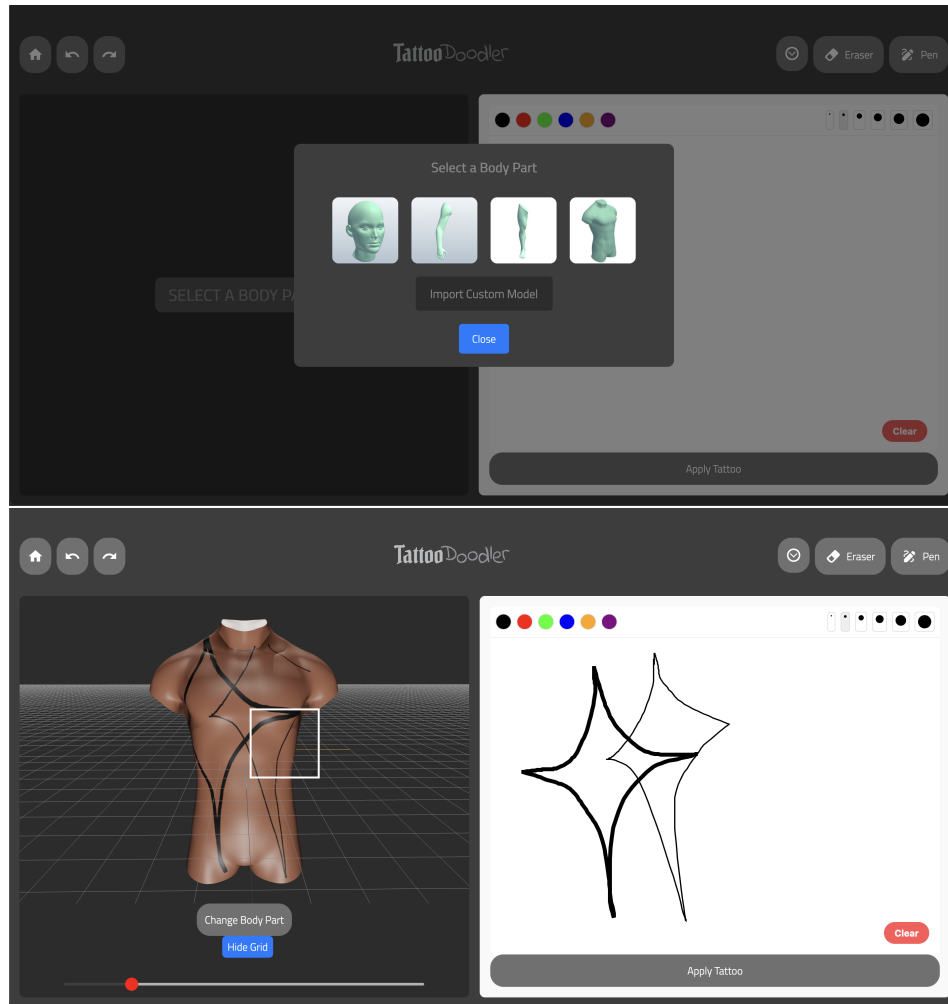 TattooDoodler
Eraser
Pen
Select a Body Part
SELECT A BODY PA
Import Custom Model
Close
Clear
Apply Tattoo
TattooDoodler
Eraser
Pen
Change Body Part
Hide Grid
Clear
Apply Tattoo